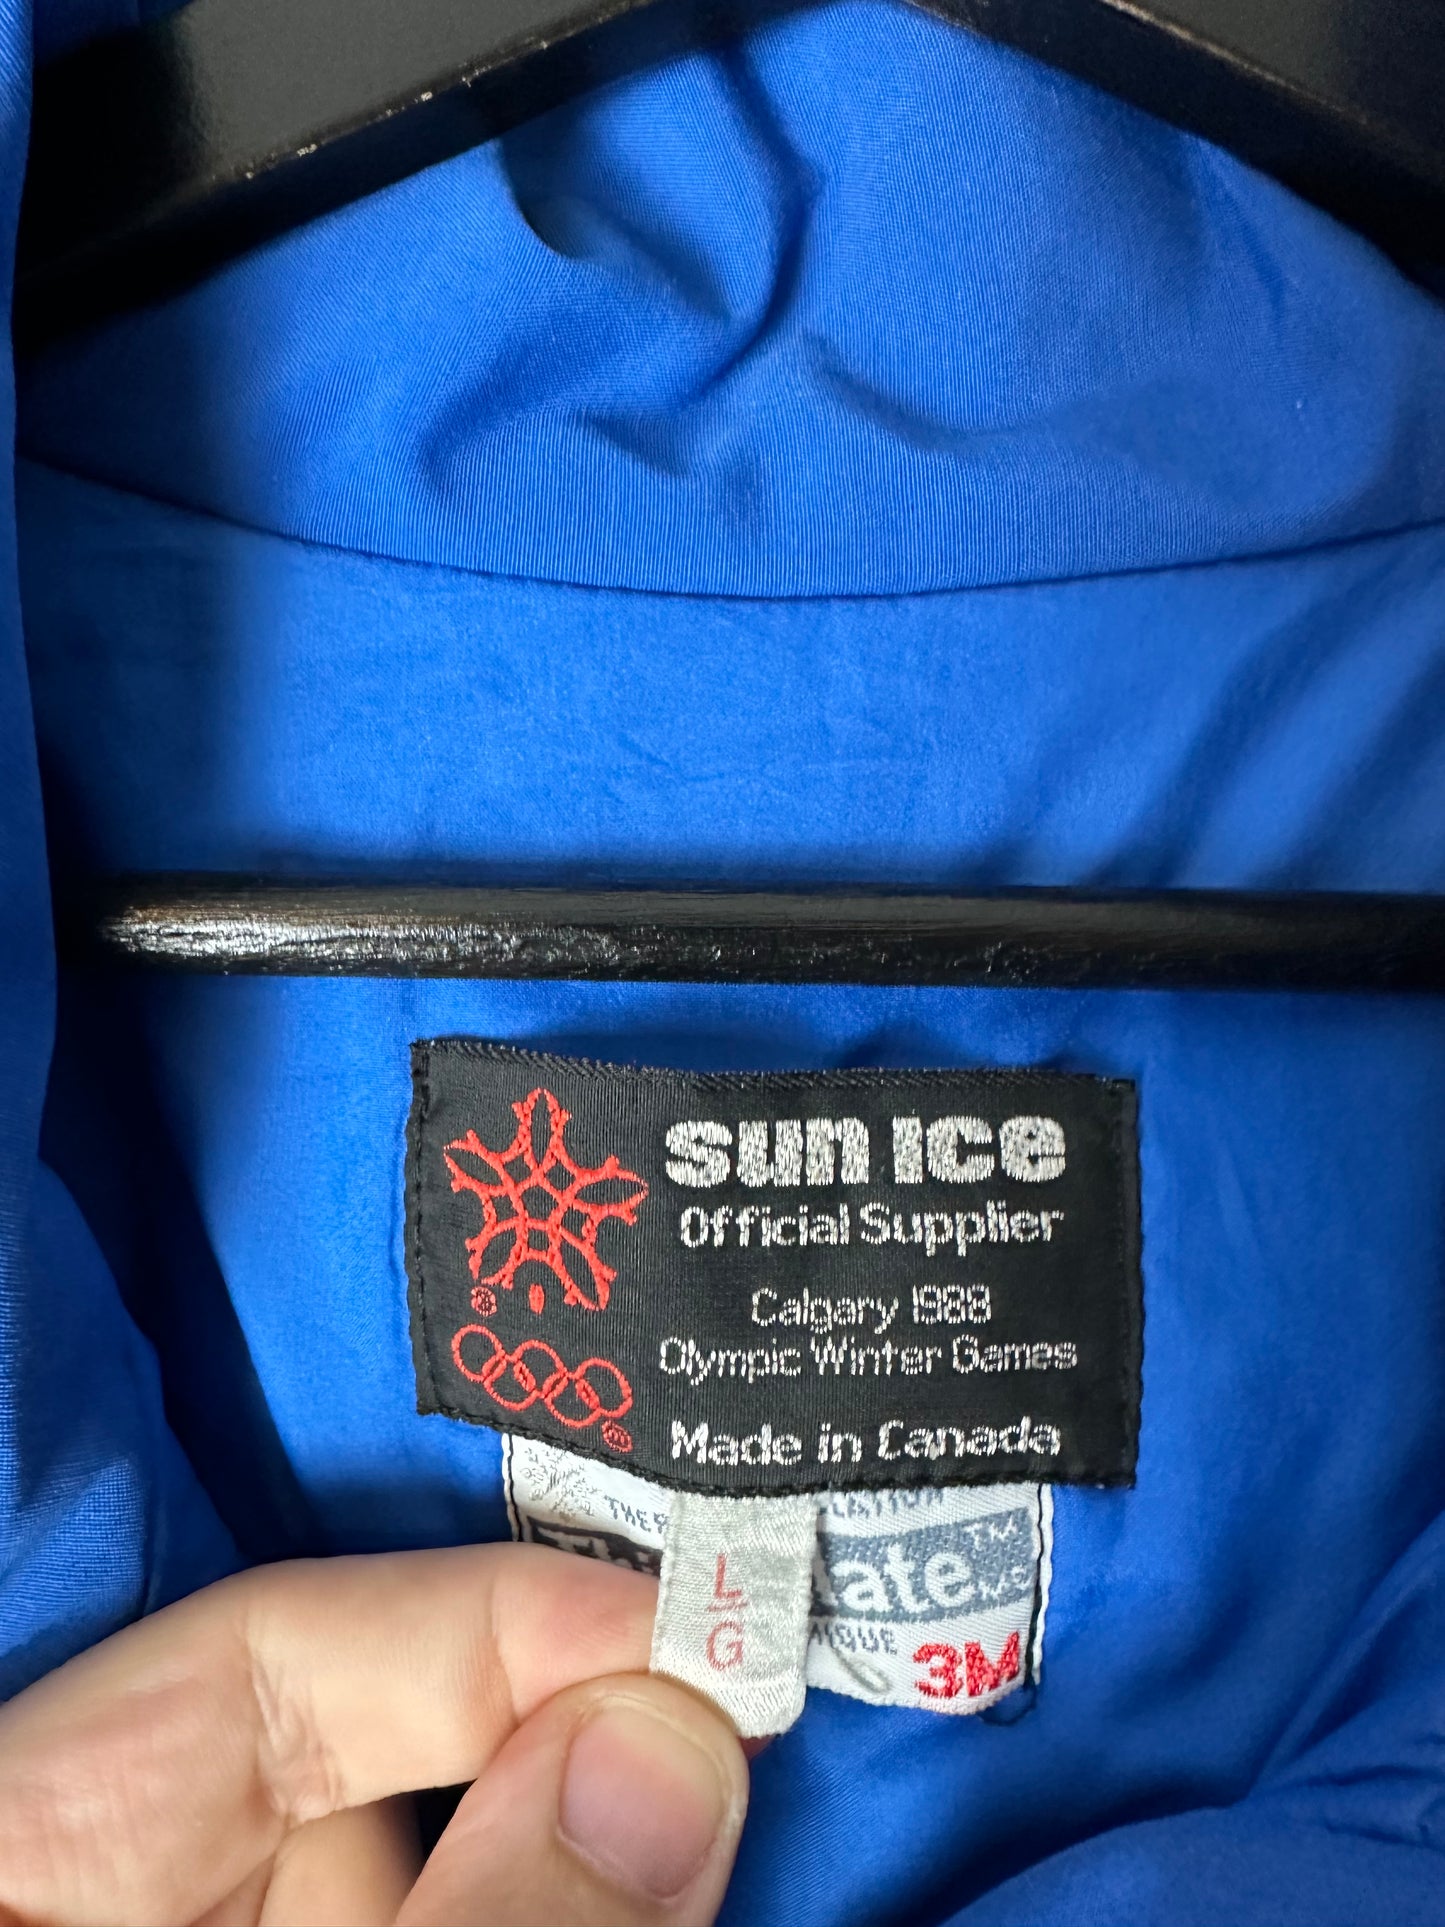 sun ice
Official Supplier
Calgary 1988
Olympic Winter Games
Made in Canada
L
G
3M